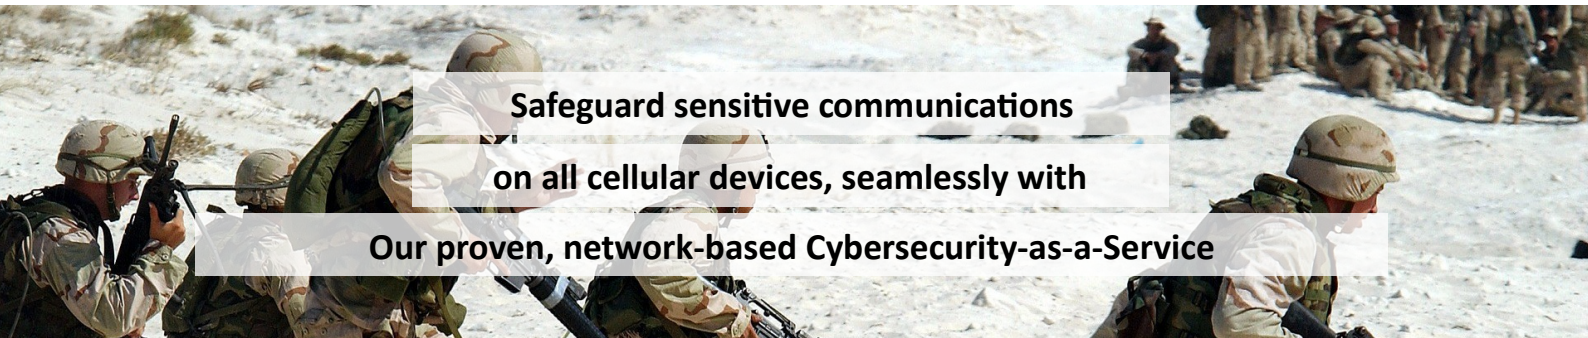 Safeguard sensitive communications
on all cellular devices, seamlessly with
Our proven, network-based Cybersecurity-as-a-Service